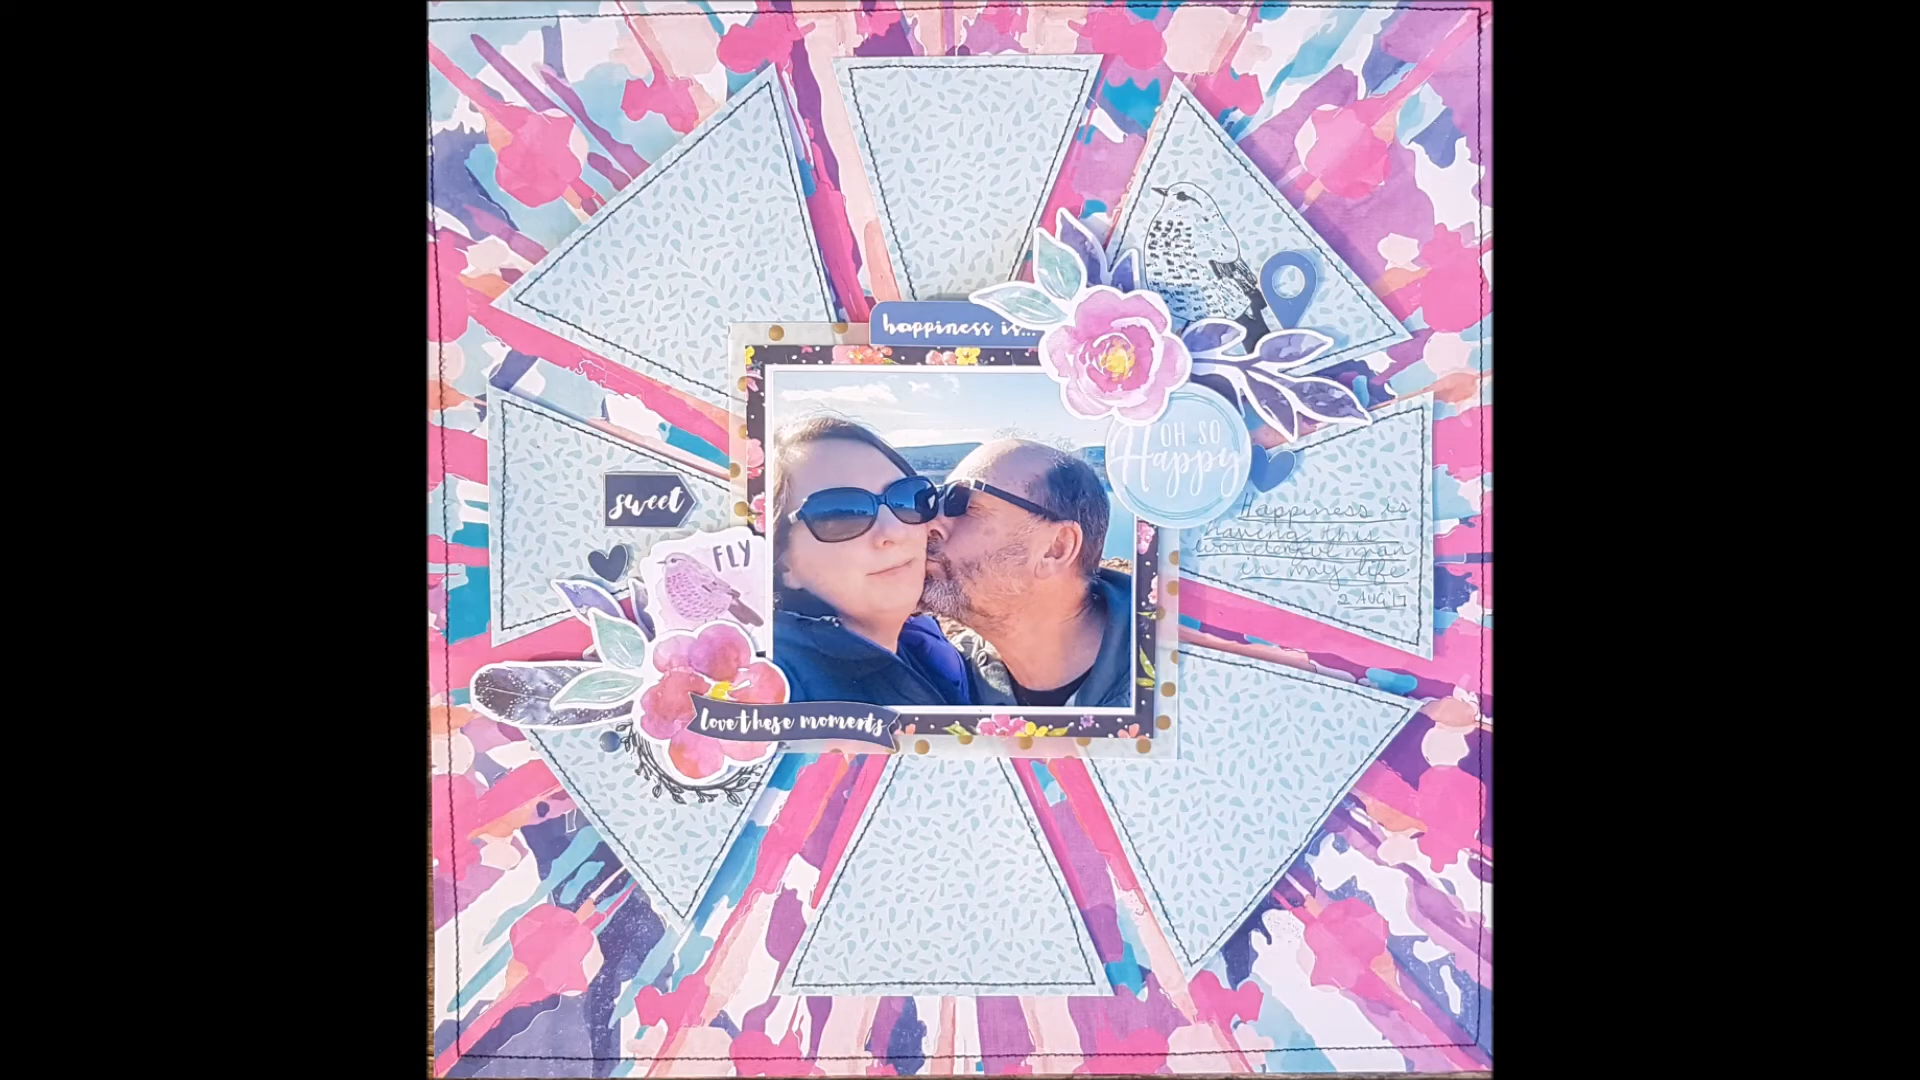 happiness is...
OH SO
Happy
sweet
FLY
Happiness is
having this
wonderful man
in my life.
2 AUG '17
love these moments